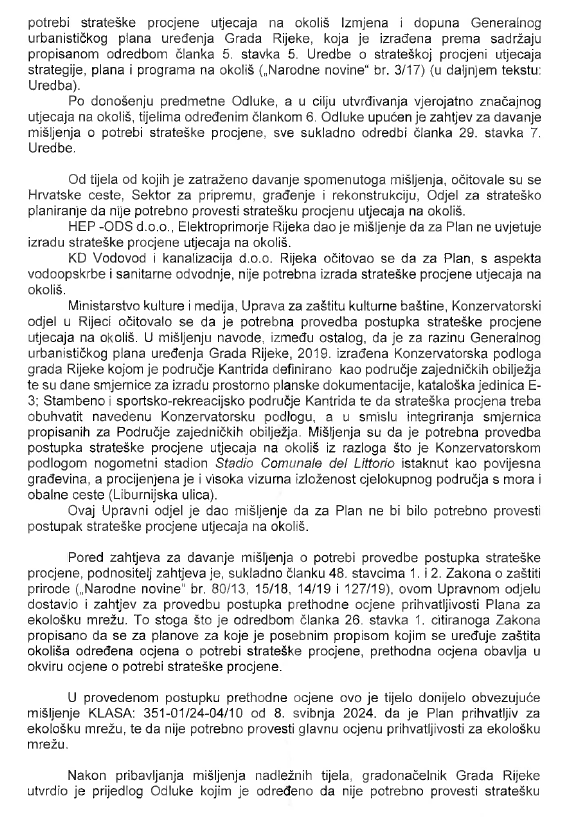 potrebi strateške procjene utjecaja na okoliš Izmjena i dopuna Generalnog
urbanističkog plana uređenja Grada Rijeke, koja je izrađena prema sadržaju
propisanom odredbom članka 5. stavka 5. Uredbe o strateškoj procjeni utjecaja
strategije, plana i programa na okoliš („Narodne novine“ br. 3/17) (u daljnjem tekstu:
Uredba).
Po donošenju predmetne Odluke, a u cilju utvrđivanja vjerojatno značajnog
utjecaja na okoliš, tijelima određenim člankom 6. Odluke upućen je zahtjev za davanje
mišljenja o potrebi strateške procjene, sve sukladno odredbi članka 29. stavka 7.
Uredbe.
Od tijela od kojih je zatraženo davanje spomenutoga mišljenja, očitovale su se
Hrvatske ceste, Sektor za pripremu, građenje i rekonstrukciju, Odjel za strateško
planiranje da nije potrebno provesti stratešku procjenu utjecaja na okoliš.
HEP -ODS d.o.o., Elektroprimorje Rijeka dao je mišljenje da za Plan ne uvjetuje
izradu strateške procjene utjecaja na okoliš.
KD Vodovod i kanalizacija d.o.o. Rijeka očitovao se da za Plan, s aspekta
vodoopskrbe i sanitarne odvodnje, nije potrebna izrada strateške procjene utjecaja na
okoliš.
Ministarstvo kulture i medija, Uprava za zaštitu kulturne baštine, Konzervatorski
odjel u Rijeci očitovalo se da je potrebna provedba postupka strateške procjene
utjecaja na okoliš. U mišljenju navode, između ostalog, da je za razinu Generalnog
urbanističkog plana uređenja Grada Rijeke, 2019. izrađena Konzervatorska podloga
grada Rijeke kojom je područje Kantrida definirano kao područje zajedničkih obilježja
te su dane smjernice za izradu prostorno planske dokumentacije, kataloška jedinica E-
3; Stambeno i sportsko-rekreacijsko područje Kantrida te da strateška procjena treba
obuhvatit navedenu Konzervatorsku podlogu, a u smislu integriranja smjernica
propisanih za Područje zajedničkih obilježja. Mišljenja su da je potrebna provedba
postupka strateške procjene utjecaja na okoliš iz razloga što je Konzervatorskom
podlogom nogometni stadion Stadio Comunale del Littorio istaknut kao povijesna
građevina, a procijenjena je i visoka vizurna izloženost cjelokupnog područja s mora i
obalne ceste (Liburnijska ulica).
Ovaj Upravni odjel je dao mišljenje da za Plan ne bi bilo potrebno provesti
postupak strateške procjene utjecaja na okoliš.
Pored zahtjeva za davanje mišljenja o potrebi provedbe postupka strateške
procjene, podnositelj zahtjeva je, sukladno članku 48. stavcima 1. i 2. Zakona o zaštiti
prirode („Narodne novine“ br. 80/13, 15/18, 14/19 i 127/19), ovom Upravnom odjelu
dostavio i zahtjev za provedbu postupka prethodne ocjene prihvatljivosti Plana za
ekološku mrežu. To stoga što je odredbom članka 26. stavka 1. citiranoga Zakona
propisano da se za planove za koje je posebnim propisom kojim se uređuje zaštita
okoliša određena ocjena o potrebi strateške procjene, prethodna ocjena obavlja u
okviru ocjene o potrebi strateške procjene.
U provedenom postupku prethodne ocjene ovo je tijelo donijelo obvezujuće
mišljenje KLASA: 351-01/24-04/10 od 8. svibnja 2024. da je Plan prihvatljiv za
ekološku mrežu, te da nije potrebno provesti glavnu ocjenu prihvatljivosti za ekološku
mrežu.
Nakon pribavljanja mišljenja nadležnih tijela, gradonačelnik Grada Rijeke
utvrdio je prijedlog Odluke kojim je određeno da nije potrebno provesti stratešku